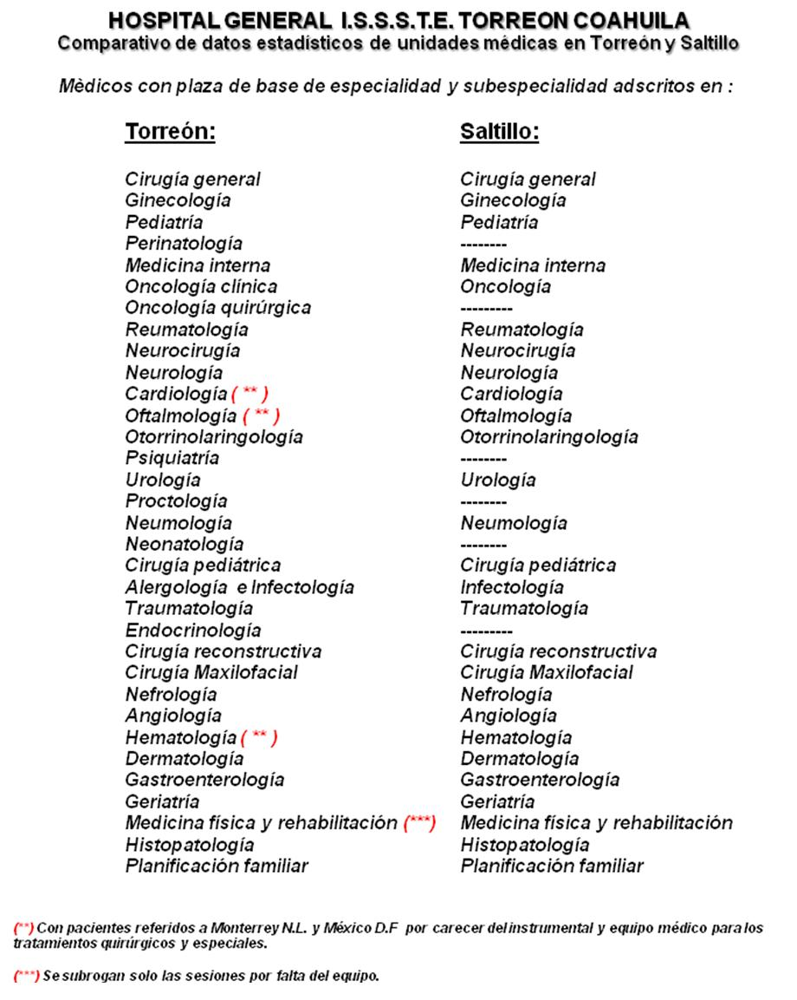 HOSPITAL GENERAL I.S.S.S.T.E. TORREON COAHUILA
Comparativo de datos estadísticos de unidades médicas en Torreón y Saltillo
Mèdicos con plaza de base de especialidad y subespecialidad adscritos en :
Torreón: Saltillo:
Cirugía general Cirugía general
Ginecología Ginecología
Pediatría Pediatría
Perinatología --------
Medicina interna Medicina interna
Oncología clínica Oncología
Oncología quirúrgica ---------
Reumatología Reumatología
Neurocirugía Neurocirugía
Neurología Neurología
Cardiología ( ** ) Cardiología
Oftalmología ( ** ) Oftalmología
Otorrinolaringología Otorrinolaringología
Psiquiatría --------
Urología Urología
Proctología --------
Neumología Neumología
Neonatología --------
Cirugía pediátrica Cirugía pediátrica
Alergología e Infectología Infectología
Traumatología Traumatología
Endocrinología ---------
Cirugía reconstructiva Cirugía reconstructiva
Cirugía Maxilofacial Cirugía Maxilofacial
Nefrología Nefrología
Angiología Angiología
Hematología ( ** ) Hematología
Dermatología Dermatología
Gastroenterología Gastroenterología
Geriatría Geriatría
Medicina física y rehabilitación (***) Medicina física y rehabilitación
Histopatología Histopatología
Planificación familiar Planificación familiar
(**) Con pacientes referidos a Monterrey N.L. y México D.F por carecer del instrumental y equipo médico para los
tratamientos quirúrgicos y especiales.
(***) Se subrogan solo las sesiones por falta del equipo.